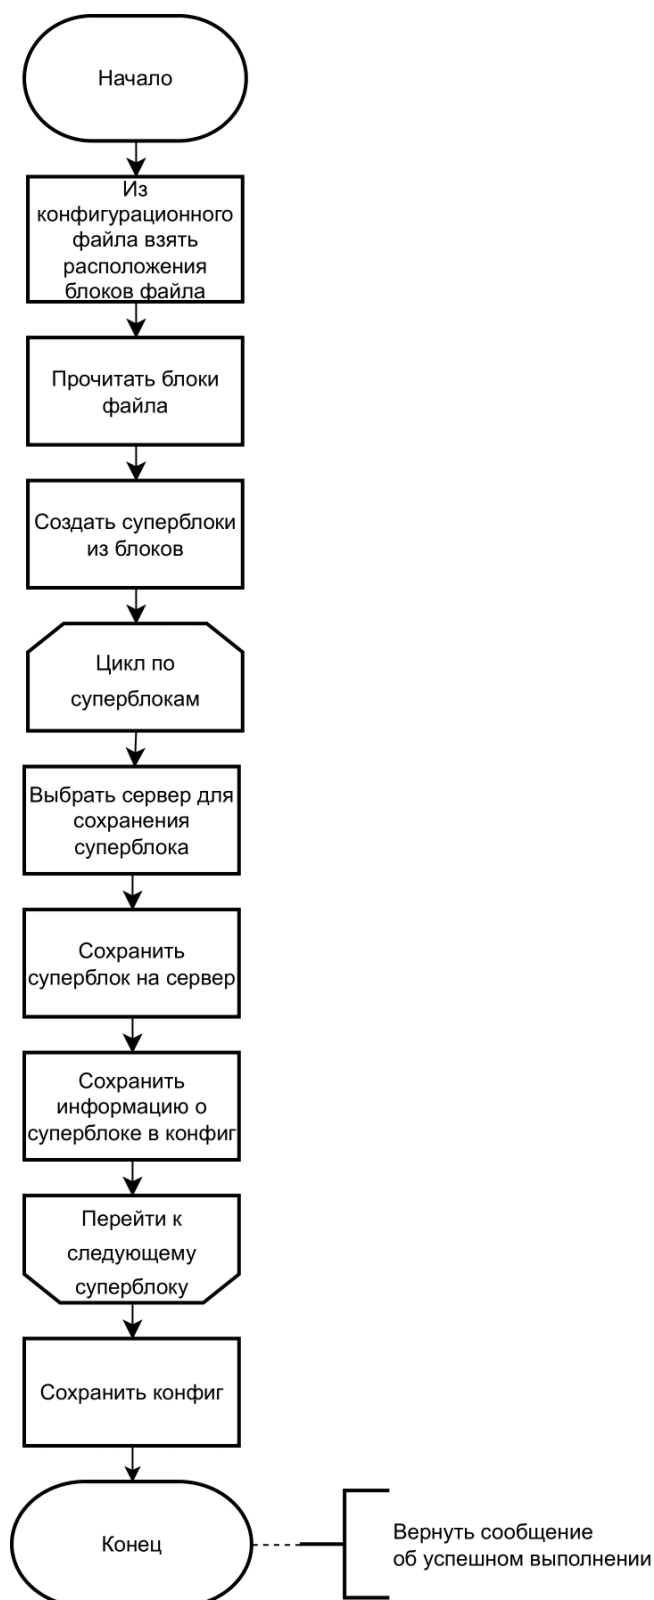 Начало
Из
конфигурационного
файла взять
расположения
блоков файла
Прочитать блоки
файла
Создать суперблоки
из блоков
Цикл по
суперблокам
Выбрать сервер для
сохранения
суперблока
Сохранить
суперблок на сервер
Сохранить
информацию о
суперблоке в конфиг
Перейти к
следующему
суперблоку
Сохранить конфиг
Конец
Вернуть сообщение
об успешном выполнении